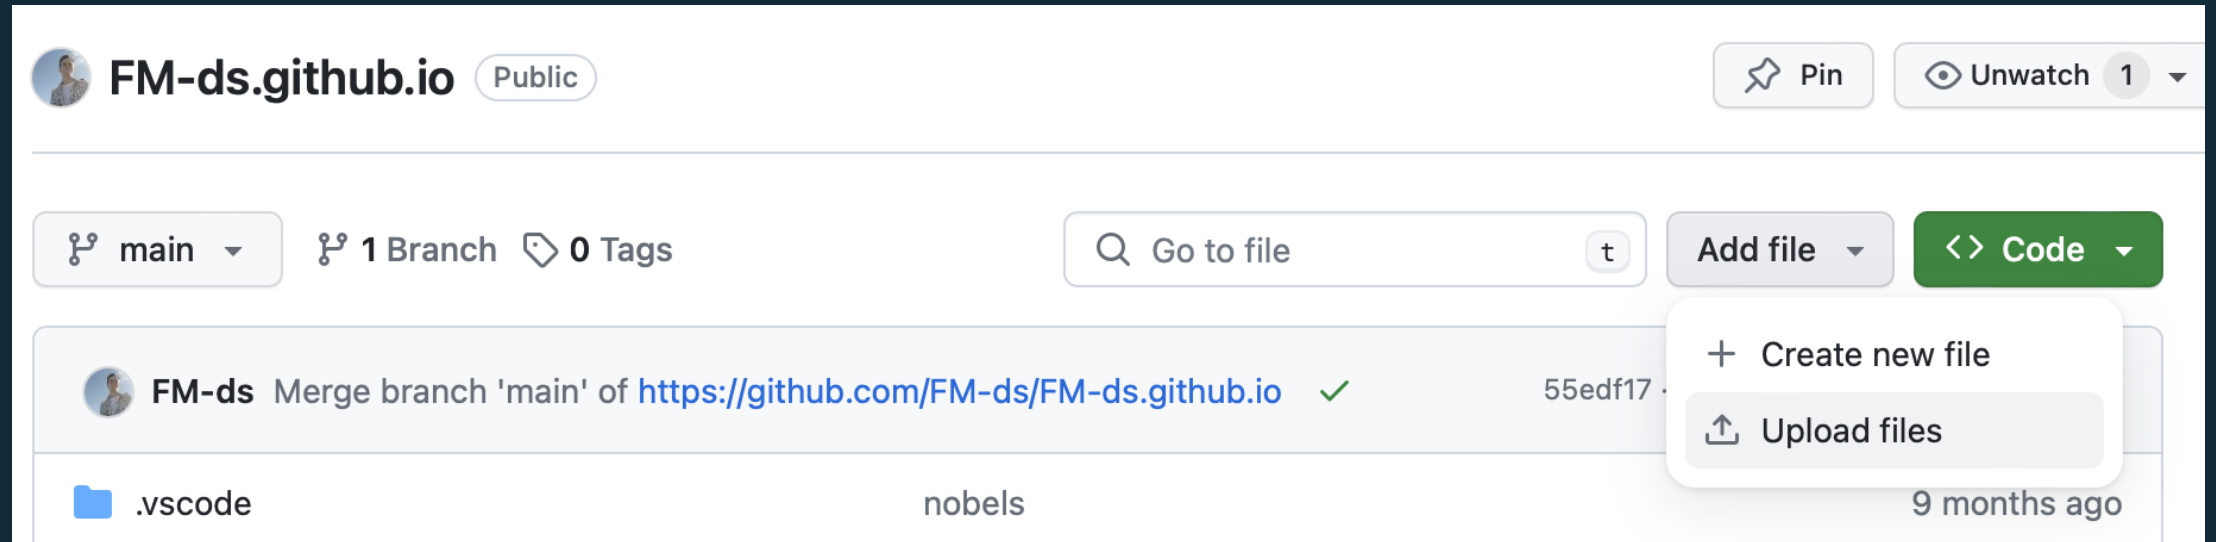 FM-ds.github.io Public Pin Unwatch 1
main 1 Branch 0 Tags Go to file t Add file <> Code
Create new file
FM-ds Merge branch 'main' of https://github.com/FM-ds/FM-ds.github.io 55edf17 ·
Upload files
.vscode nobels 9 months ago